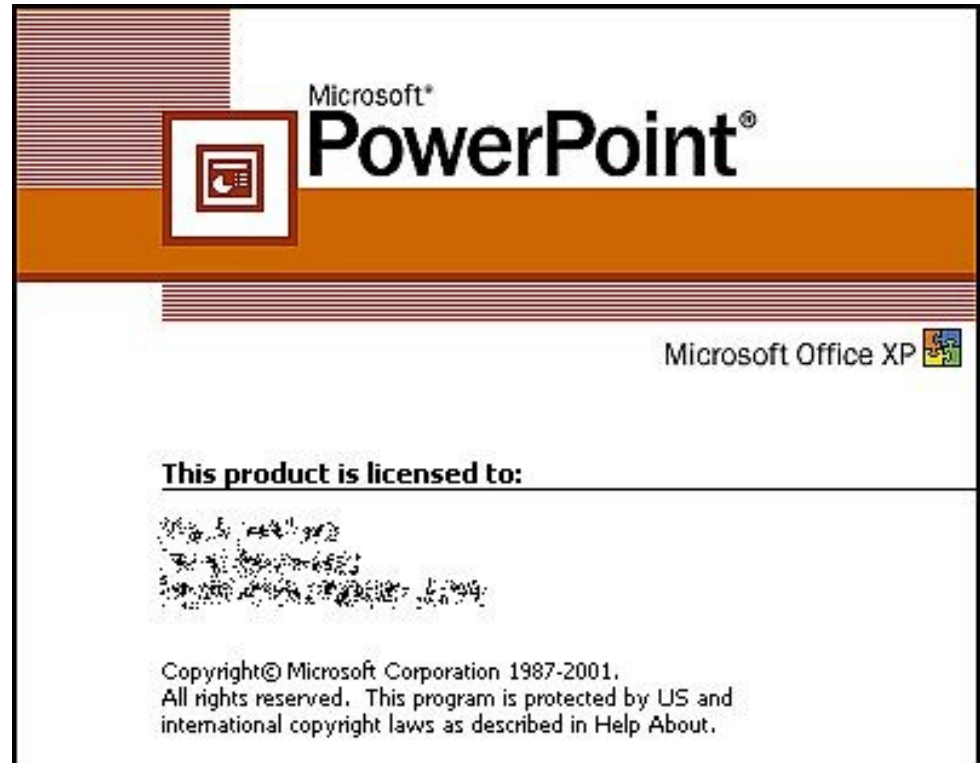 Microsoft®
PowerPoint®
Microsoft Office XP
This product is licensed to:
Copyright© Microsoft Corporation 1987-2001.
All rights reserved. This program is protected by US and
international copyright laws as described in Help About.